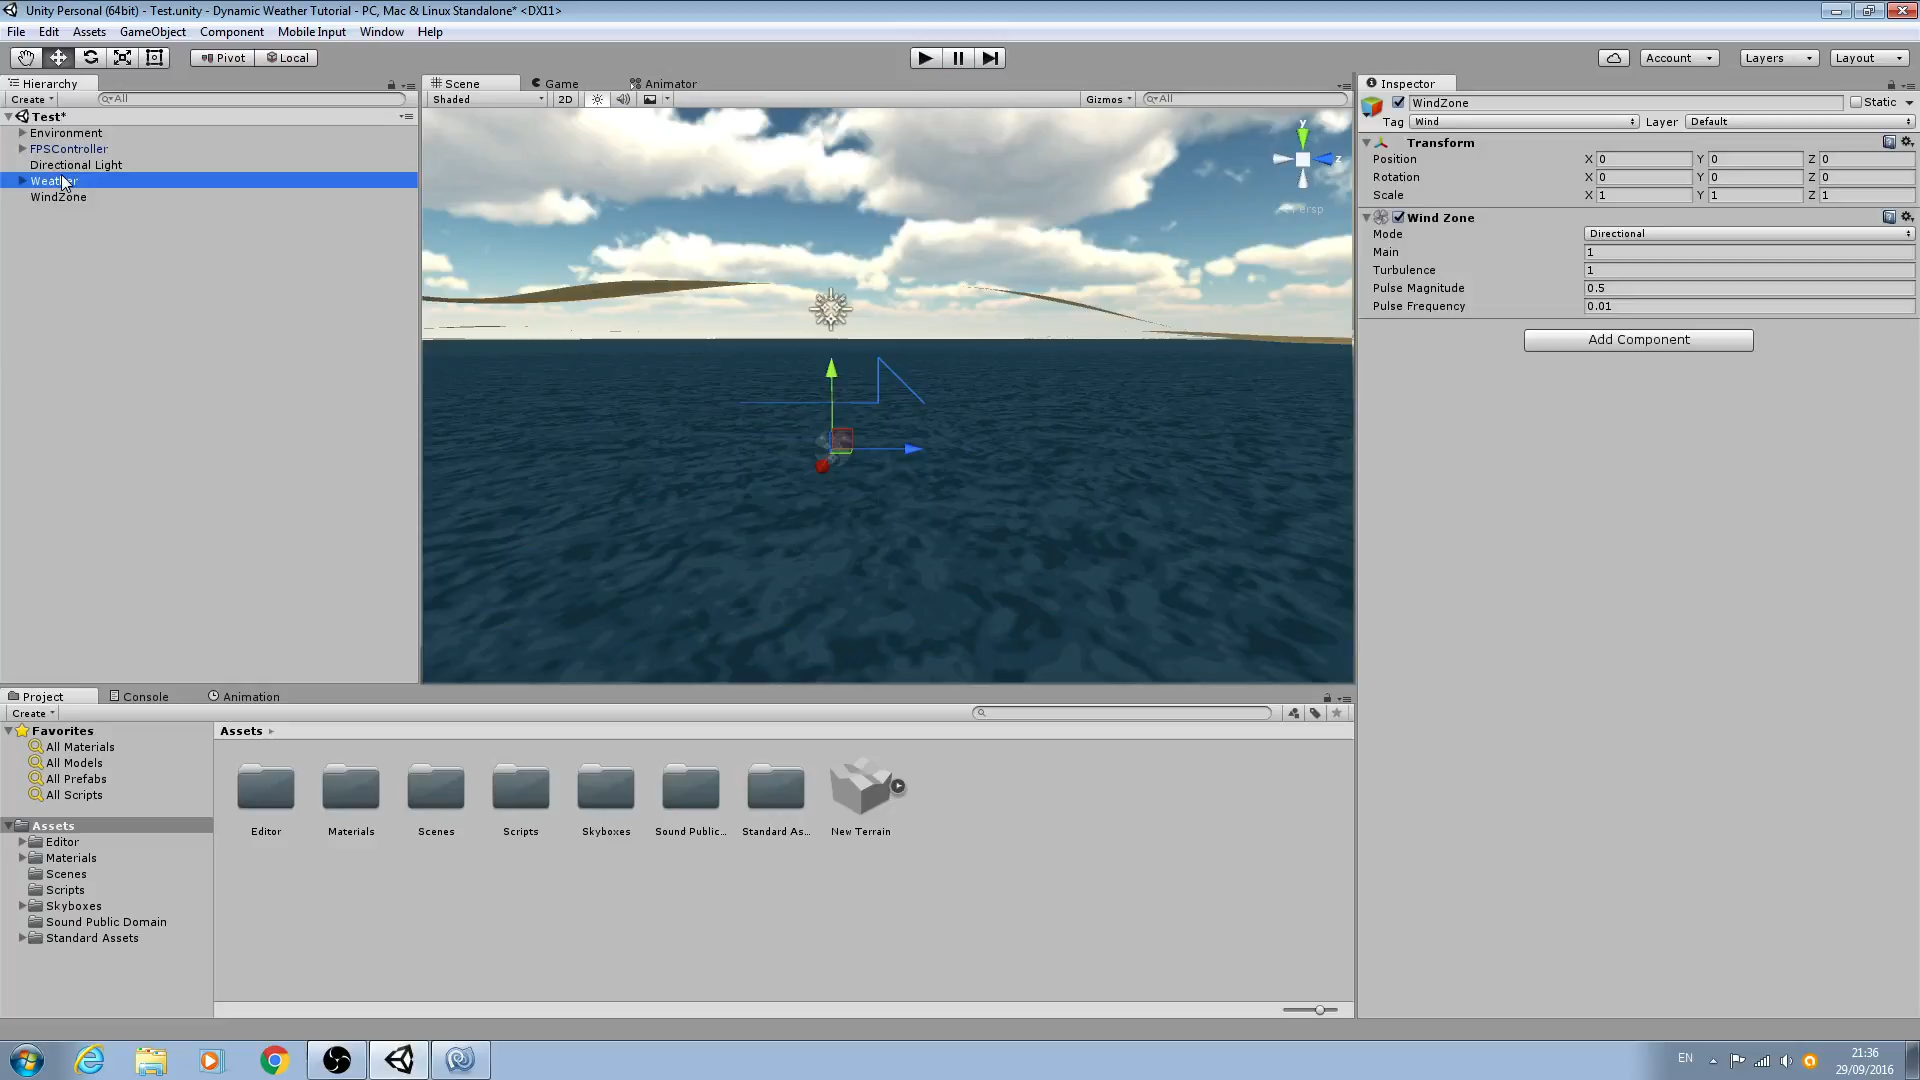 Unity Personal (64bit) - Test.unity - Dynamic Weather Tutorial - PC, Mac & Linux Standalone* <DX11>
File Edit Assets GameObject Component Mobile Input Window Help
Pivot Local Account Layers Layout
Hierarchy Scene Game Animator Inspector
Create All Shaded 2D Gizmos All
WindZone Static
Tag Wind Layer Default
Test*
Environment
FPSController
Directional Light
Weather
WindZone
y
z
Persp
Transform
Position X 0 Y 0 Z 0
Rotation X 0 Y 0 Z 0
Scale X 1 Y 1 Z 1
Wind Zone
Mode Directional
Main 1
Turbulence 1
Pulse Magnitude 0.5
Pulse Frequency 0.01
Add Component
Project Console Animation
Create
Favorites
All Materials
All Models
All Prefabs
All Scripts
Assets
Editor
Materials
Scenes
Scripts
Skyboxes
Sound Public Domain
Standard Assets
Assets
Editor Materials Scenes Scripts Skyboxes Sound Public... Standard As... New Terrain
EN
21:36
29/09/2016